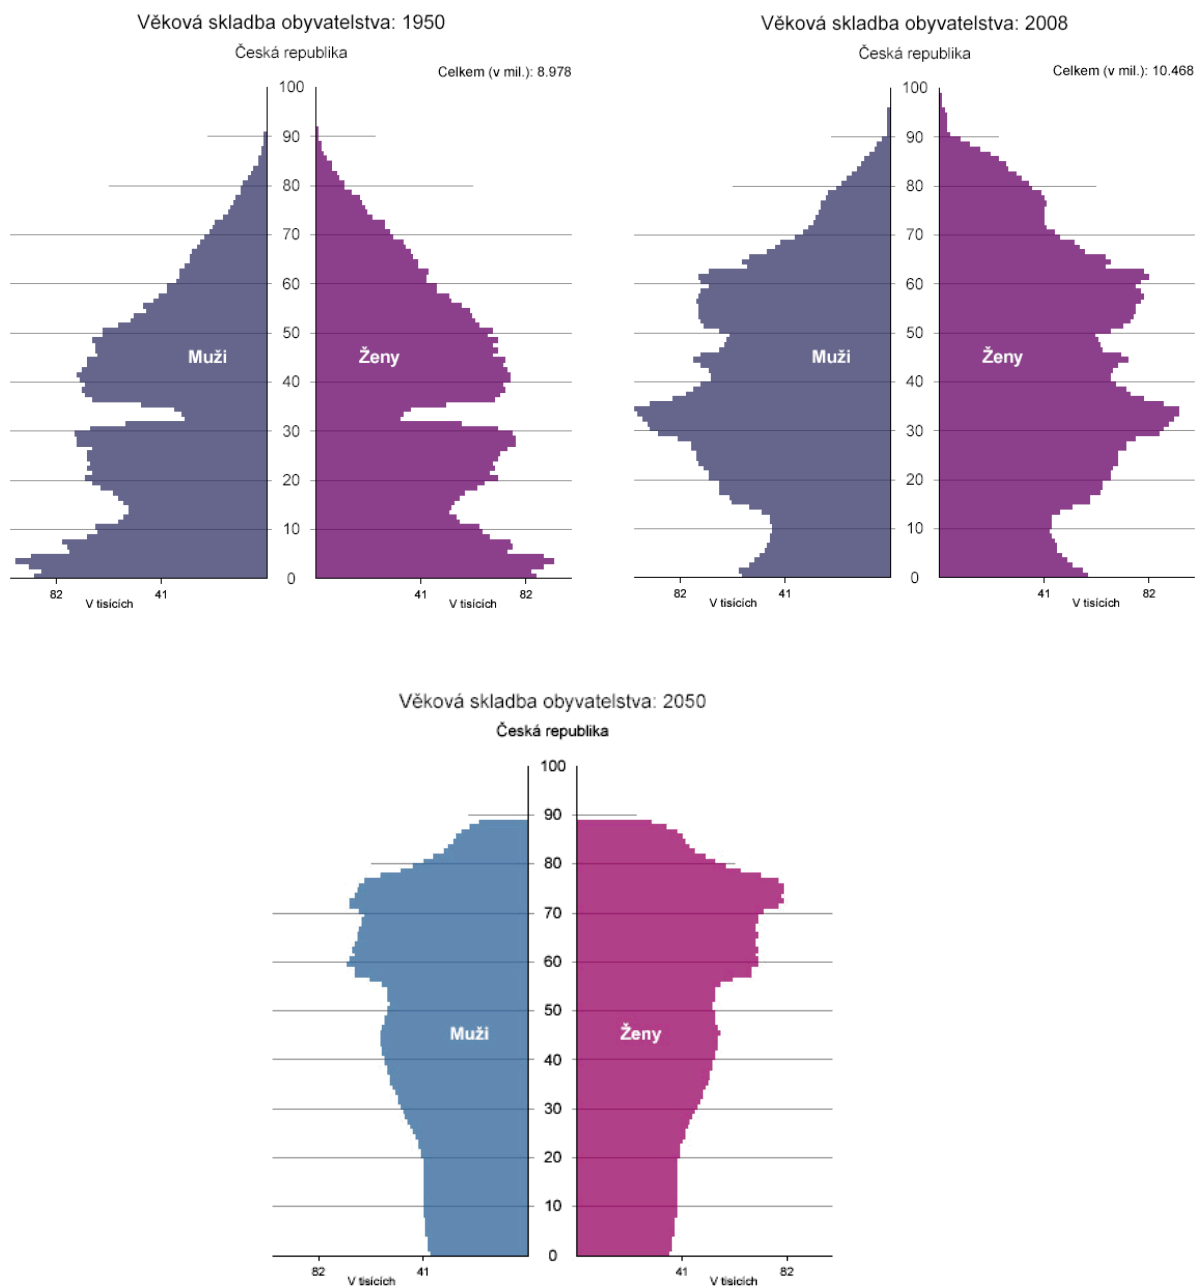 Věková skladba obyvatelstva: 1950
Česká republika
Celkem (v mil.): 8.978
100
90
80
70
60
50
Muži
Ženy
40
30
20
10
0
82
41
41
82
V tisících
V tisících
Věková skladba obyvatelstva: 2008
Česká republika
Celkem (v mil.): 10.468
100
90
80
70
60
50
Muži
Ženy
40
30
20
10
0
82
41
41
82
V tisících
V tisících
Věková skladba obyvatelstva: 2050
Česká republika
100
90
80
70
60
50
Muži
Ženy
40
30
20
10
0
82
41
41
82
V tisících
V tisících